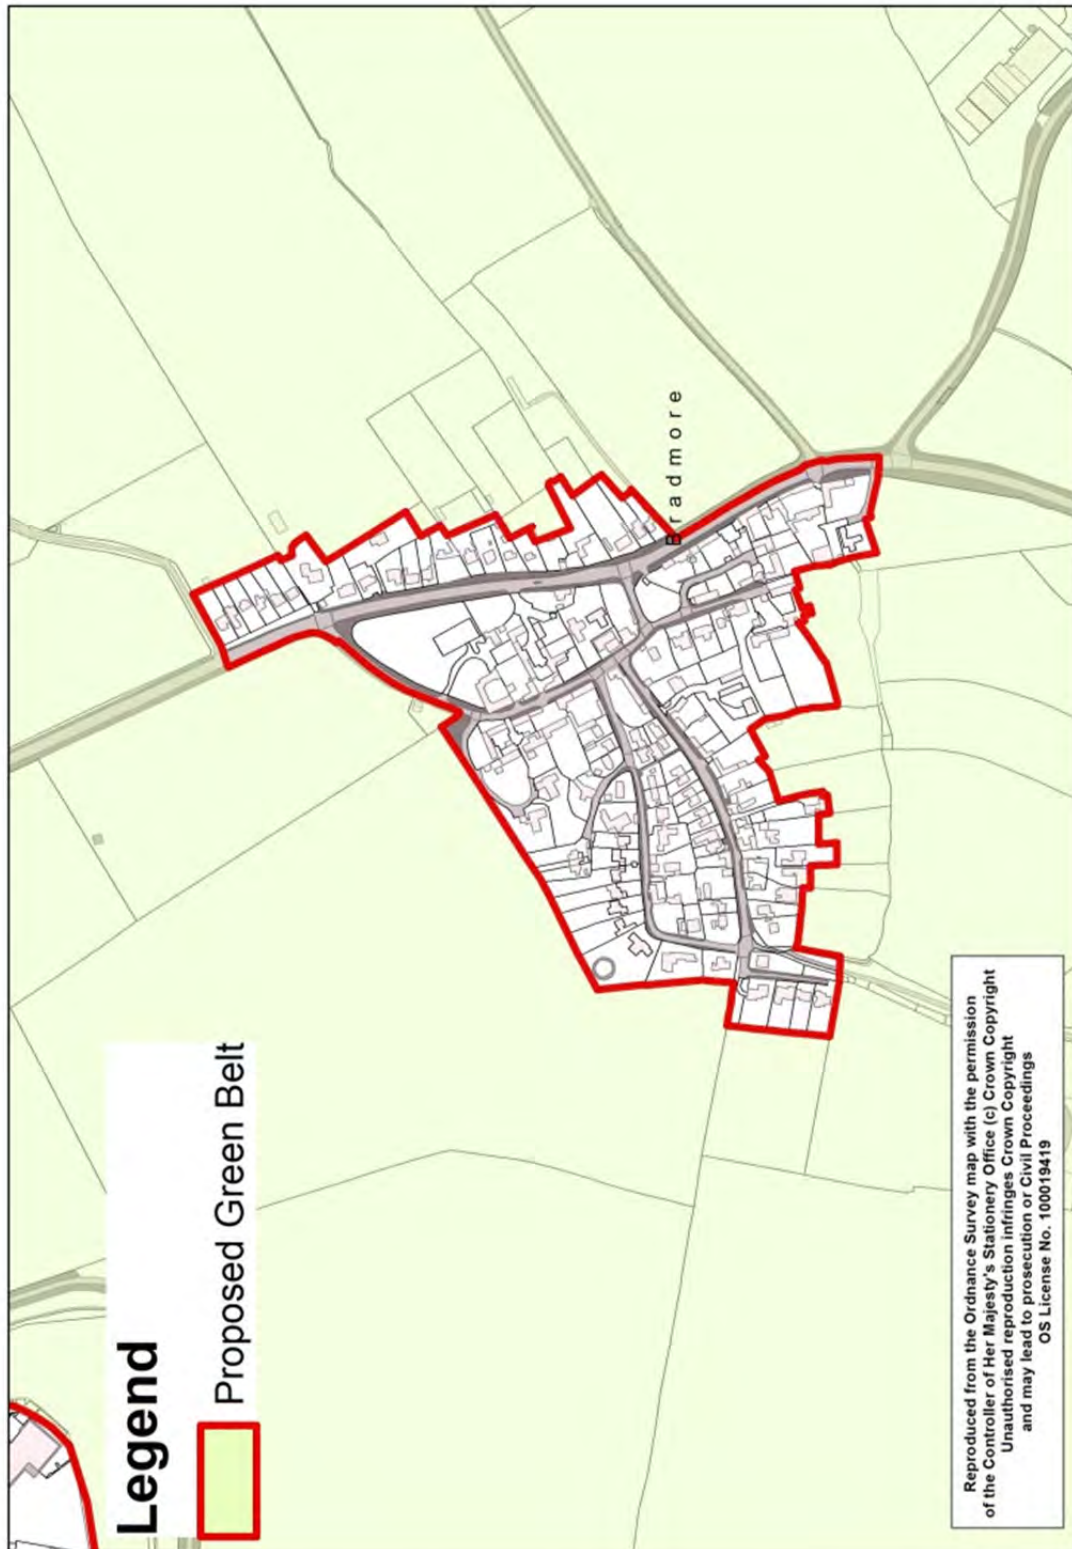 Legend
Proposed Green Belt
Bradmore
Reproduced from the Ordnance Survey map with the permission
of the Controller of Her Majesty's Stationery Office (c) Crown Copyright
Unauthorised reproduction infringes Crown Copyright
and may lead to prosecution or Civil Proceedings
OS License No. 100019419